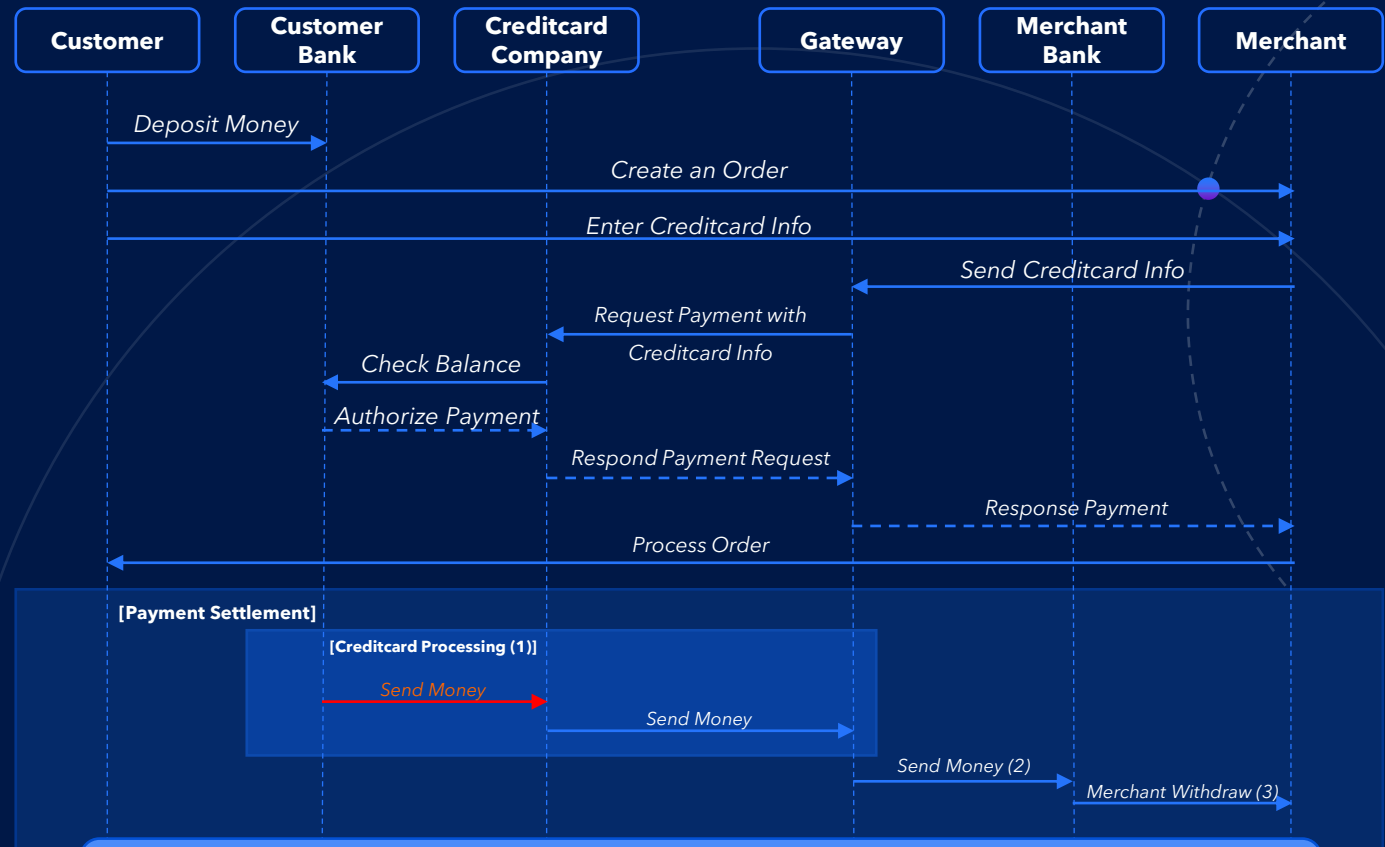 Customer
Customer
Bank
Creditcard
Company
Gateway
Merchant
Bank
Merchant
Deposit Money
Create an Order
Enter Creditcard Info
Send Creditcard Info
Request Payment with
Creditcard Info
Check Balance
Authorize Payment
Respond Payment Request
Response Payment
Process Order
[Payment Settlement]
[Creditcard Processing (1)]
Send Money
Send Money
Send Money (2)
Merchant Withdraw (3)